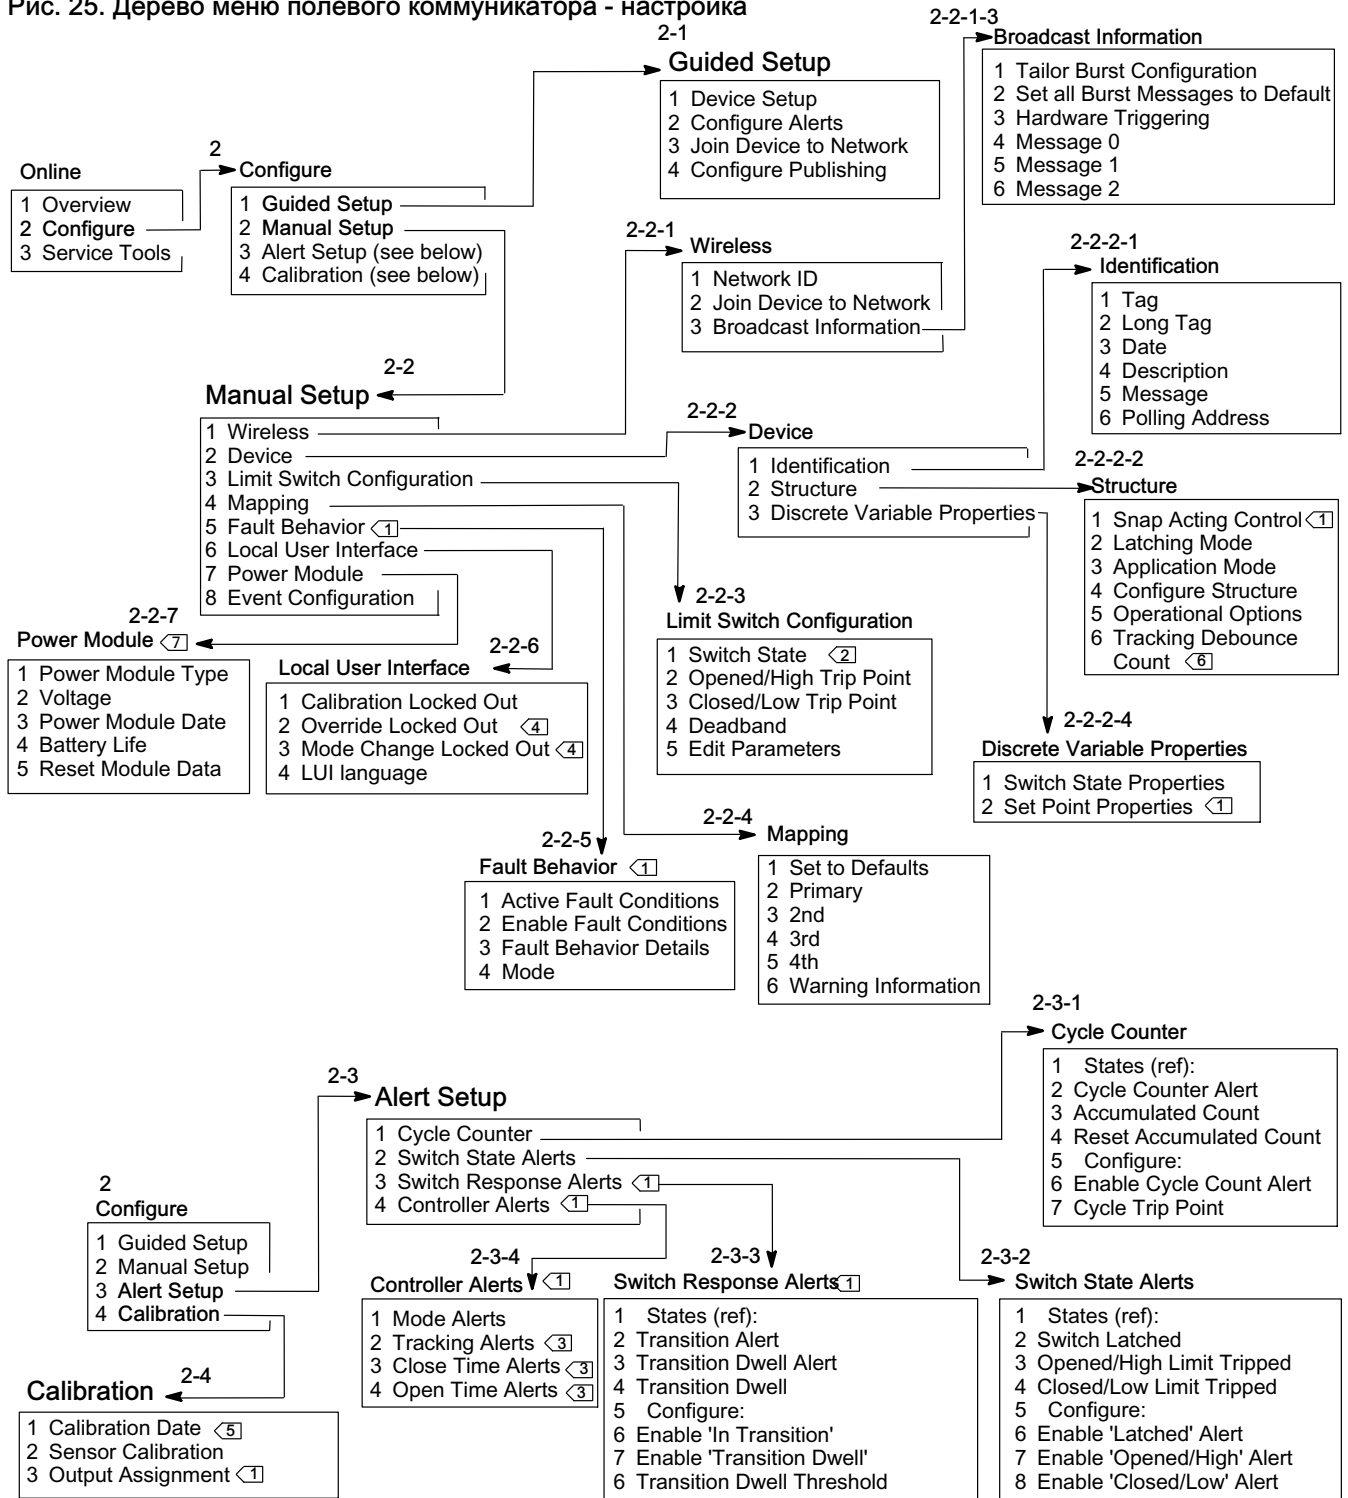 Рис. 25. Дерево меню полевого коммуникатора - настройка
2-1
Guided Setup
1 Device Setup
2 Configure Alerts
3 Join Device to Network
4 Configure Publishing
2-2-1-3
Broadcast Information
1 Tailor Burst Configuration
2 Set all Burst Messages to Default
3 Hardware Triggering
4 Message 0
5 Message 1
6 Message 2
Online
1 Overview
2 Configure
3 Service Tools
2
Configure
1 Guided Setup
2 Manual Setup
3 Alert Setup (see below)
4 Calibration (see below)
2-2-1
Wireless
1 Network ID
2 Join Device to Network
3 Broadcast Information
2-2-2-1
Identification
1 Tag
2 Long Tag
3 Date
4 Description
5 Message
6 Polling Address
2-2
Manual Setup
1 Wireless
2 Device
3 Limit Switch Configuration
4 Mapping
5 Fault Behavior 1
6 Local User Interface
7 Power Module
8 Event Configuration
2-2-2
Device
1 Identification
2 Structure
3 Discrete Variable Properties
2-2-2-2
Structure
1 Snap Acting Control 1
2 Latching Mode
3 Application Mode
4 Configure Structure
5 Operational Options
6 Tracking Debounce
Count 6
2-2-7
Power Module 7
1 Power Module Type
2 Voltage
3 Power Module Date
4 Battery Life
5 Reset Module Data
2-2-6
Local User Interface
1 Calibration Locked Out
2 Override Locked Out 4
3 Mode Change Locked Out 4
4 LUI language
2-2-3
Limit Switch Configuration
1 Switch State 2
2 Opened/High Trip Point
3 Closed/Low Trip Point
4 Deadband
5 Edit Parameters
2-2-2-4
Discrete Variable Properties
1 Switch State Properties
2 Set Point Properties 1
2-2-5
Fault Behavior 1
1 Active Fault Conditions
2 Enable Fault Conditions
3 Fault Behavior Details
4 Mode
2-2-4
Mapping
1 Set to Defaults
2 Primary
3 2nd
4 3rd
5 4th
6 Warning Information
2-3-1
Cycle Counter
1 States (ref):
2 Cycle Counter Alert
3 Accumulated Count
4 Reset Accumulated Count
5 Configure:
6 Enable Cycle Count Alert
7 Cycle Trip Point
2-3
Alert Setup
1 Cycle Counter
2 Switch State Alerts
3 Switch Response Alerts 1
4 Controller Alerts 1
2
Configure
1 Guided Setup
2 Manual Setup
3 Alert Setup
4 Calibration
2-4
Calibration
1 Calibration Date 5
2 Sensor Calibration
3 Output Assignment 1
2-3-4
Controller Alerts 1
1 Mode Alerts
2 Tracking Alerts 3
3 Close Time Alerts 3
4 Open Time Alerts 3
2-3-3
Switch Response Alerts 1
1 States (ref):
2 Transition Alert
3 Transition Dwell Alert
4 Transition Dwell
5 Configure:
6 Enable 'In Transition'
7 Enable 'Transition Dwell'
6 Transition Dwell Threshold
2-3-2
Switch State Alerts
1 States (ref):
2 Switch Latched
3 Opened/High Limit Tripped
4 Closed/Low Limit Tripped
5 Configure:
6 Enable 'Latched' Alert
7 Enable 'Opened/High' Alert
8 Enable 'Closed/Low' Alert